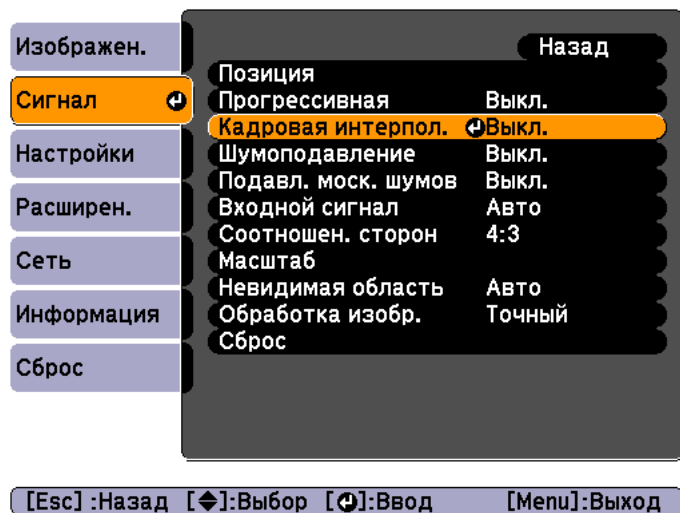 Изображен.
Сигнал
Настройки
Расширен.
Сеть
Информация
Сброс
Назад
Позиция
Прогрессивная Выкл.
Кадровая интерпол. Выкл.
Шумоподавление Выкл.
Подавл. моск. шумов Выкл.
Входной сигнал Авто
Соотношен. сторон 4:3
Масштаб
Невидимая область Авто
Обработка изобр. Точный
Сброс
[Esc] :Назад [◆]:Выбор [↵]:Ввод [Menu]:Выход